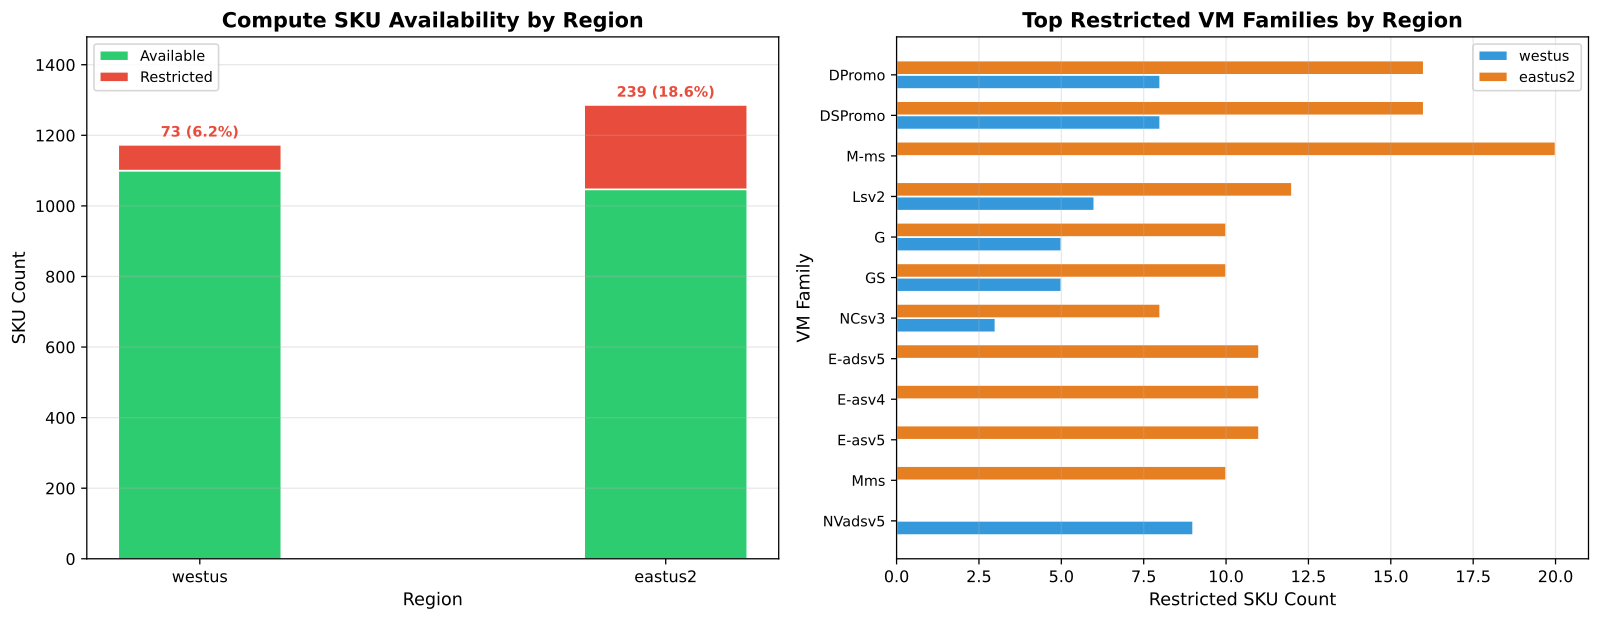 Compute SKU Availability by Region
Available
Restricted
73 (6.2%)
239 (18.6%)
1400
1200
1000
800
600
400
200
0
SKU Count
westus
eastus2
Region
Top Restricted VM Families by Region
westus
eastus2
VM Family
DPromo
DSPromo
M-ms
Lsv2
G
GS
NCsv3
E-adsv5
E-asv4
E-asv5
Mms
NVadsv5
0.0 2.5 5.0 7.5 10.0 12.5 15.0 17.5 20.0
Restricted SKU Count